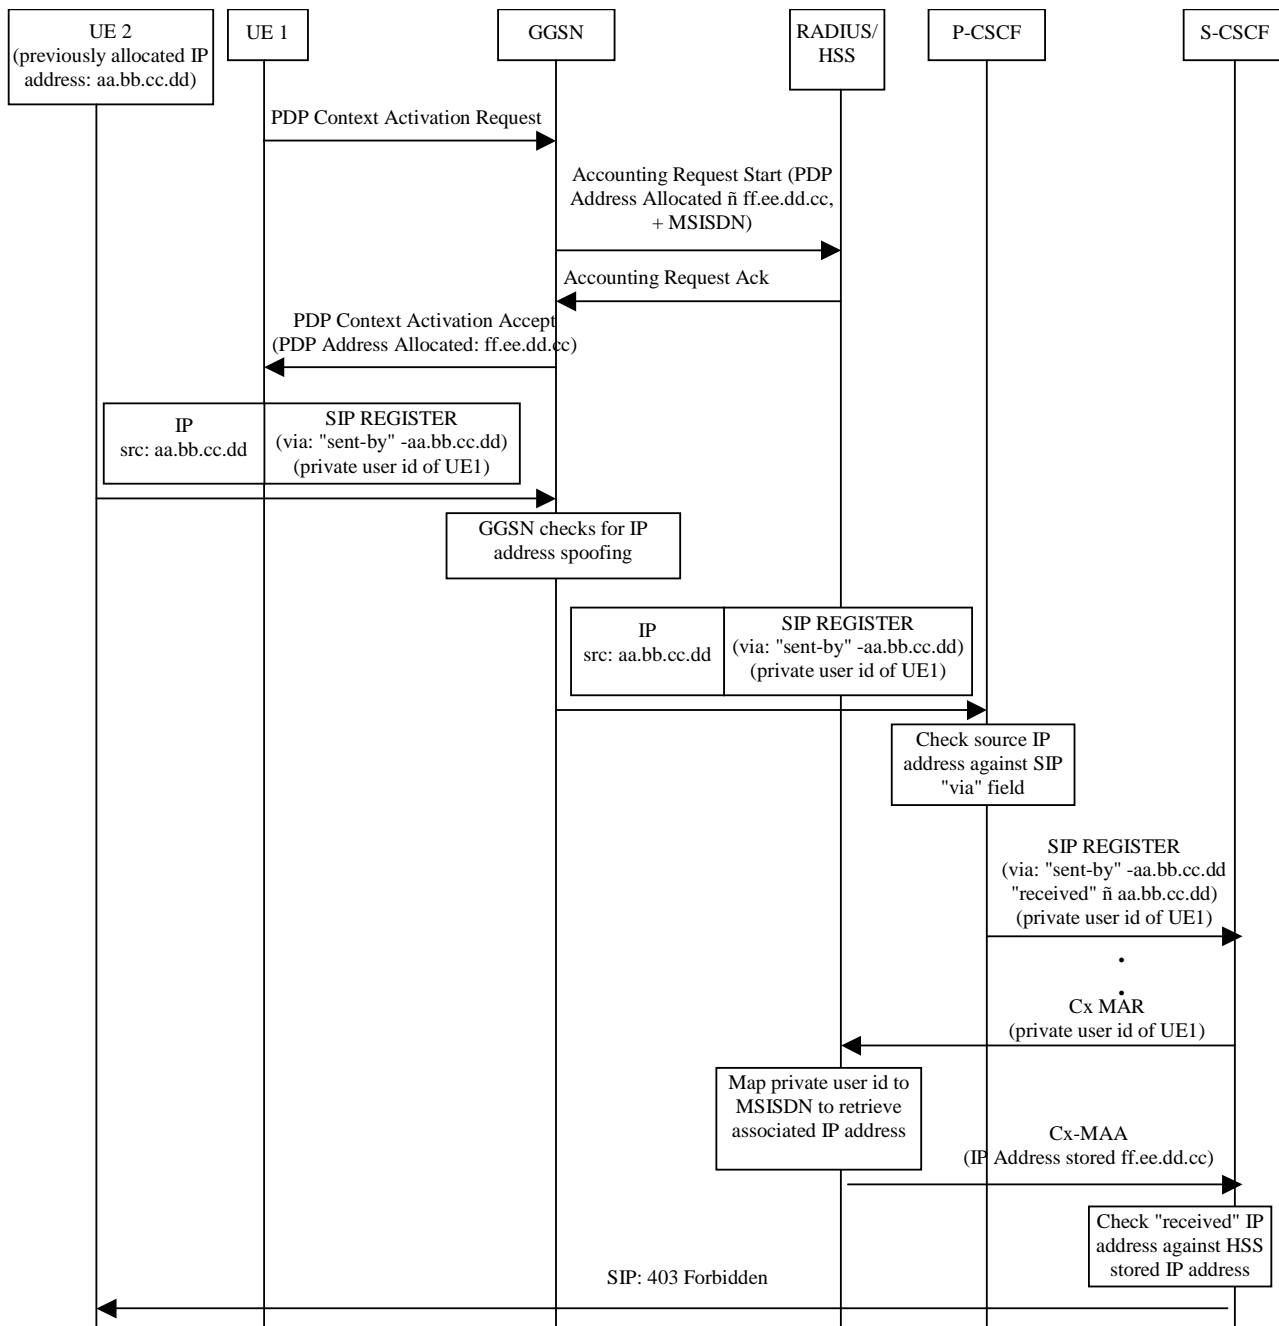 UE 2
(previously allocated IP
address: aa.bb.cc.dd)
UE 1
GGSN
RADIUS/
HSS
P-CSCF
S-CSCF
PDP Context Activation Request
Accounting Request Start (PDP
Address Allocated ñ ff.ee.dd.cc,
+ MSISDN)
Accounting Request Ack
PDP Context Activation Accept
(PDP Address Allocated: ff.ee.dd.cc)
IP
src: aa.bb.cc.dd
SIP REGISTER
(via: "sent-by" -aa.bb.cc.dd)
(private user id of UE1)
GGSN checks for IP
address spoofing
IP
src: aa.bb.cc.dd
SIP REGISTER
(via: "sent-by" -aa.bb.cc.dd)
(private user id of UE1)
Check source IP
address against SIP
"via" field
SIP REGISTER
(via: "sent-by" -aa.bb.cc.dd
"received" ñ aa.bb.cc.dd)
(private user id of UE1)
Cx MAR
(private user id of UE1)
Map private user id to
MSISDN to retrieve
associated IP address
Cx-MAA
(IP Address stored ff.ee.dd.cc)
Check "received" IP
address against HSS
stored IP address
SIP: 403 Forbidden